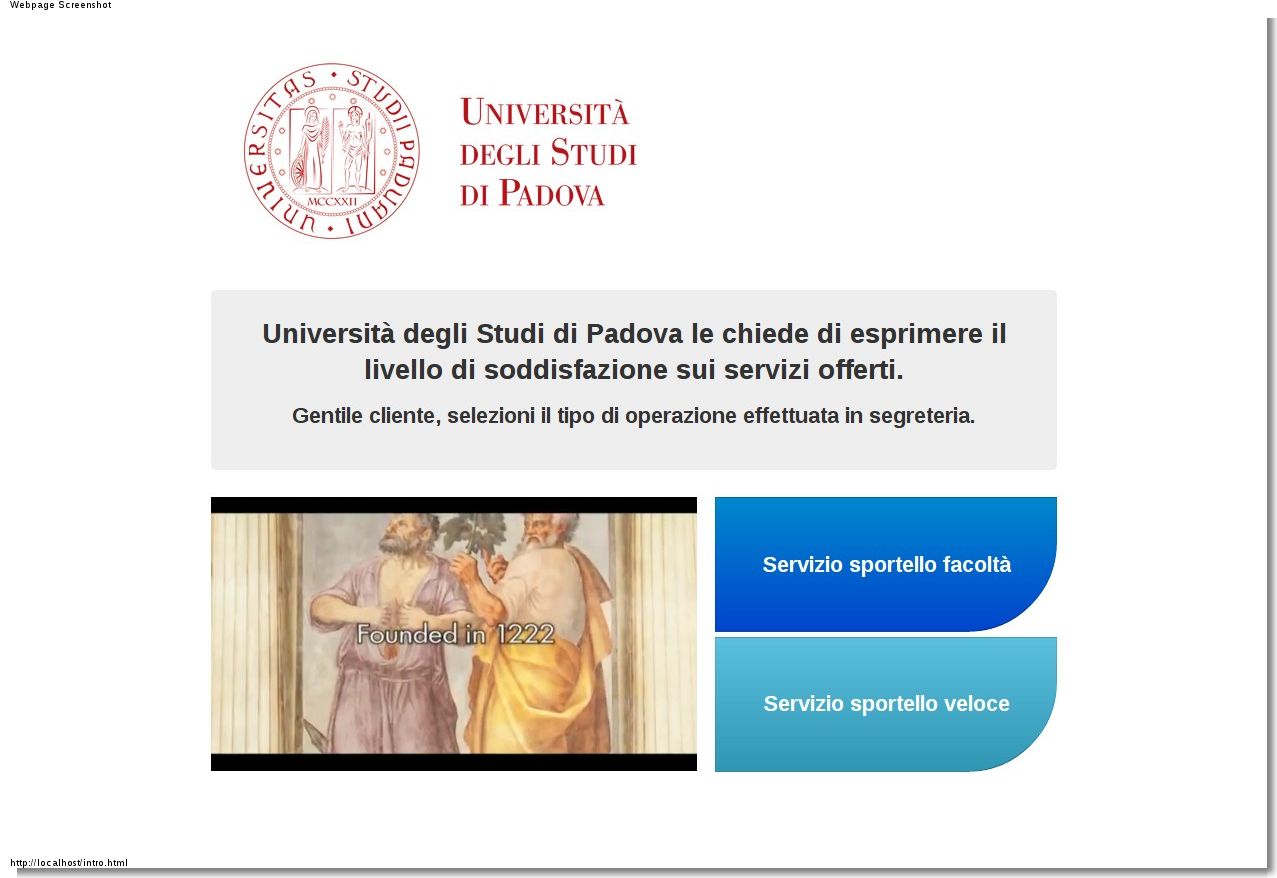 Webpage Screenshot
UNIVERSITAS STUDII PADUANI
MCCXXII
UNIVERSITÀ
DEGLI STUDI
DI PADOVA
Università degli Studi di Padova le chiede di esprimere il
livello di soddisfazione sui servizi offerti.
Gentile cliente, selezioni il tipo di operazione effettuata in segreteria.
Founded in 1222
Servizio sportello facoltà
Servizio sportello veloce
http://localhost/intro.html